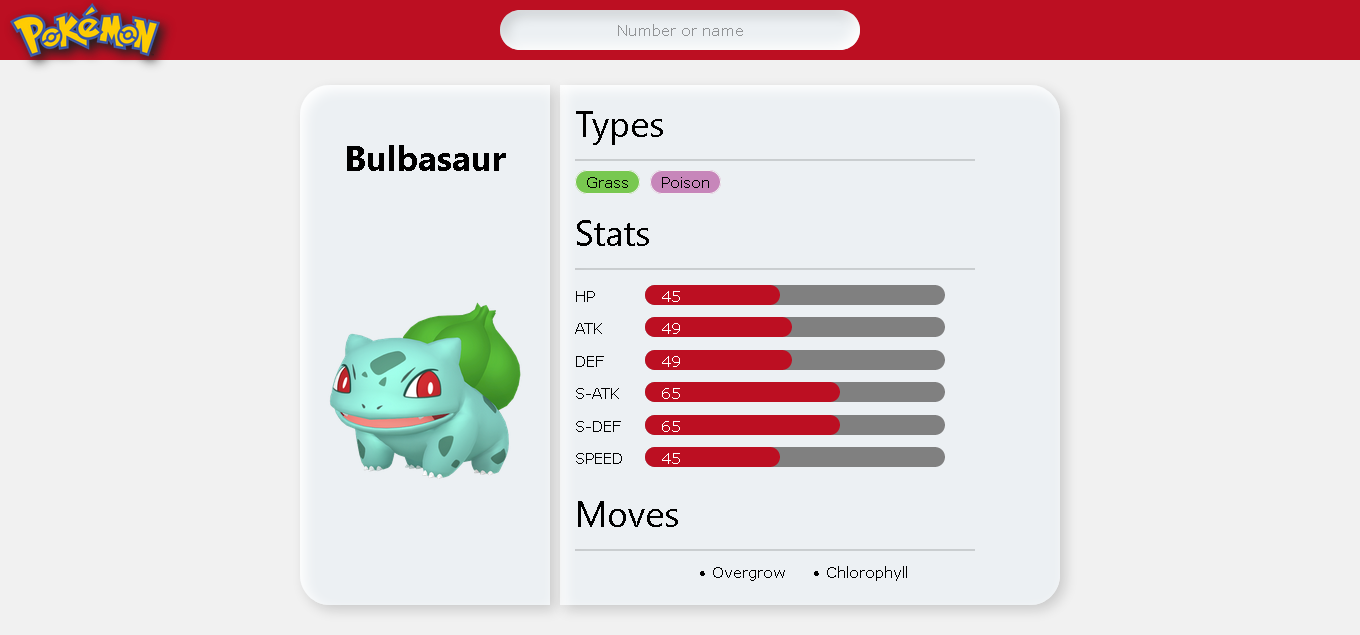 POKéMON
Number or name
Bulbasaur
Types
Grass Poison
Stats
HP 45
ATK 49
DEF 49
S-ATK 65
S-DEF 65
SPEED 45
Moves
• Overgrow • Chlorophyll